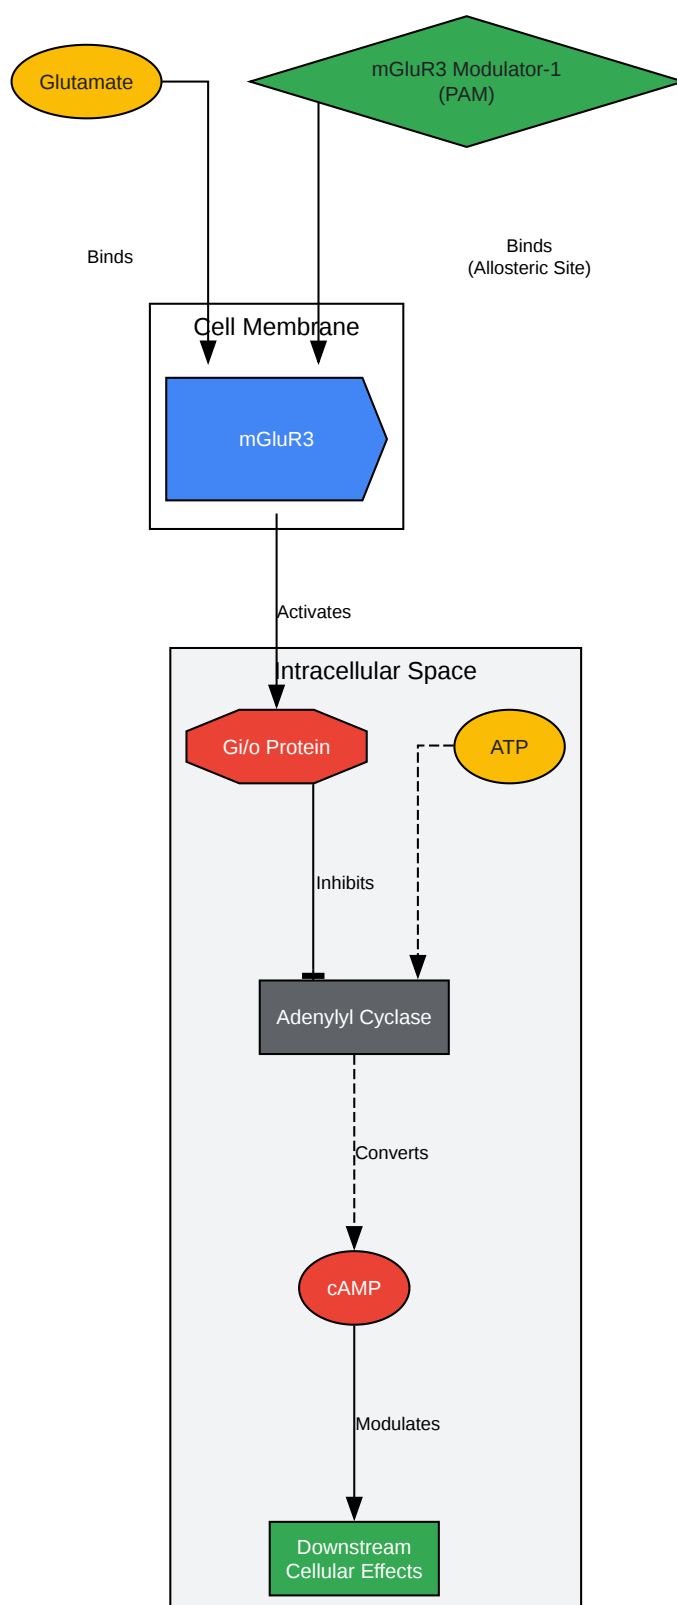 Glutamate
mGluR3 Modulator-1
(PAM)
Binds
Binds
(Allosteric Site)
Cell Membrane
mGluR3
Activates
Intracellular Space
Gi/o Protein
ATP
Inhibits
Adenylyl Cyclase
Converts
cAMP
Modulates
Downstream
Cellular Effects